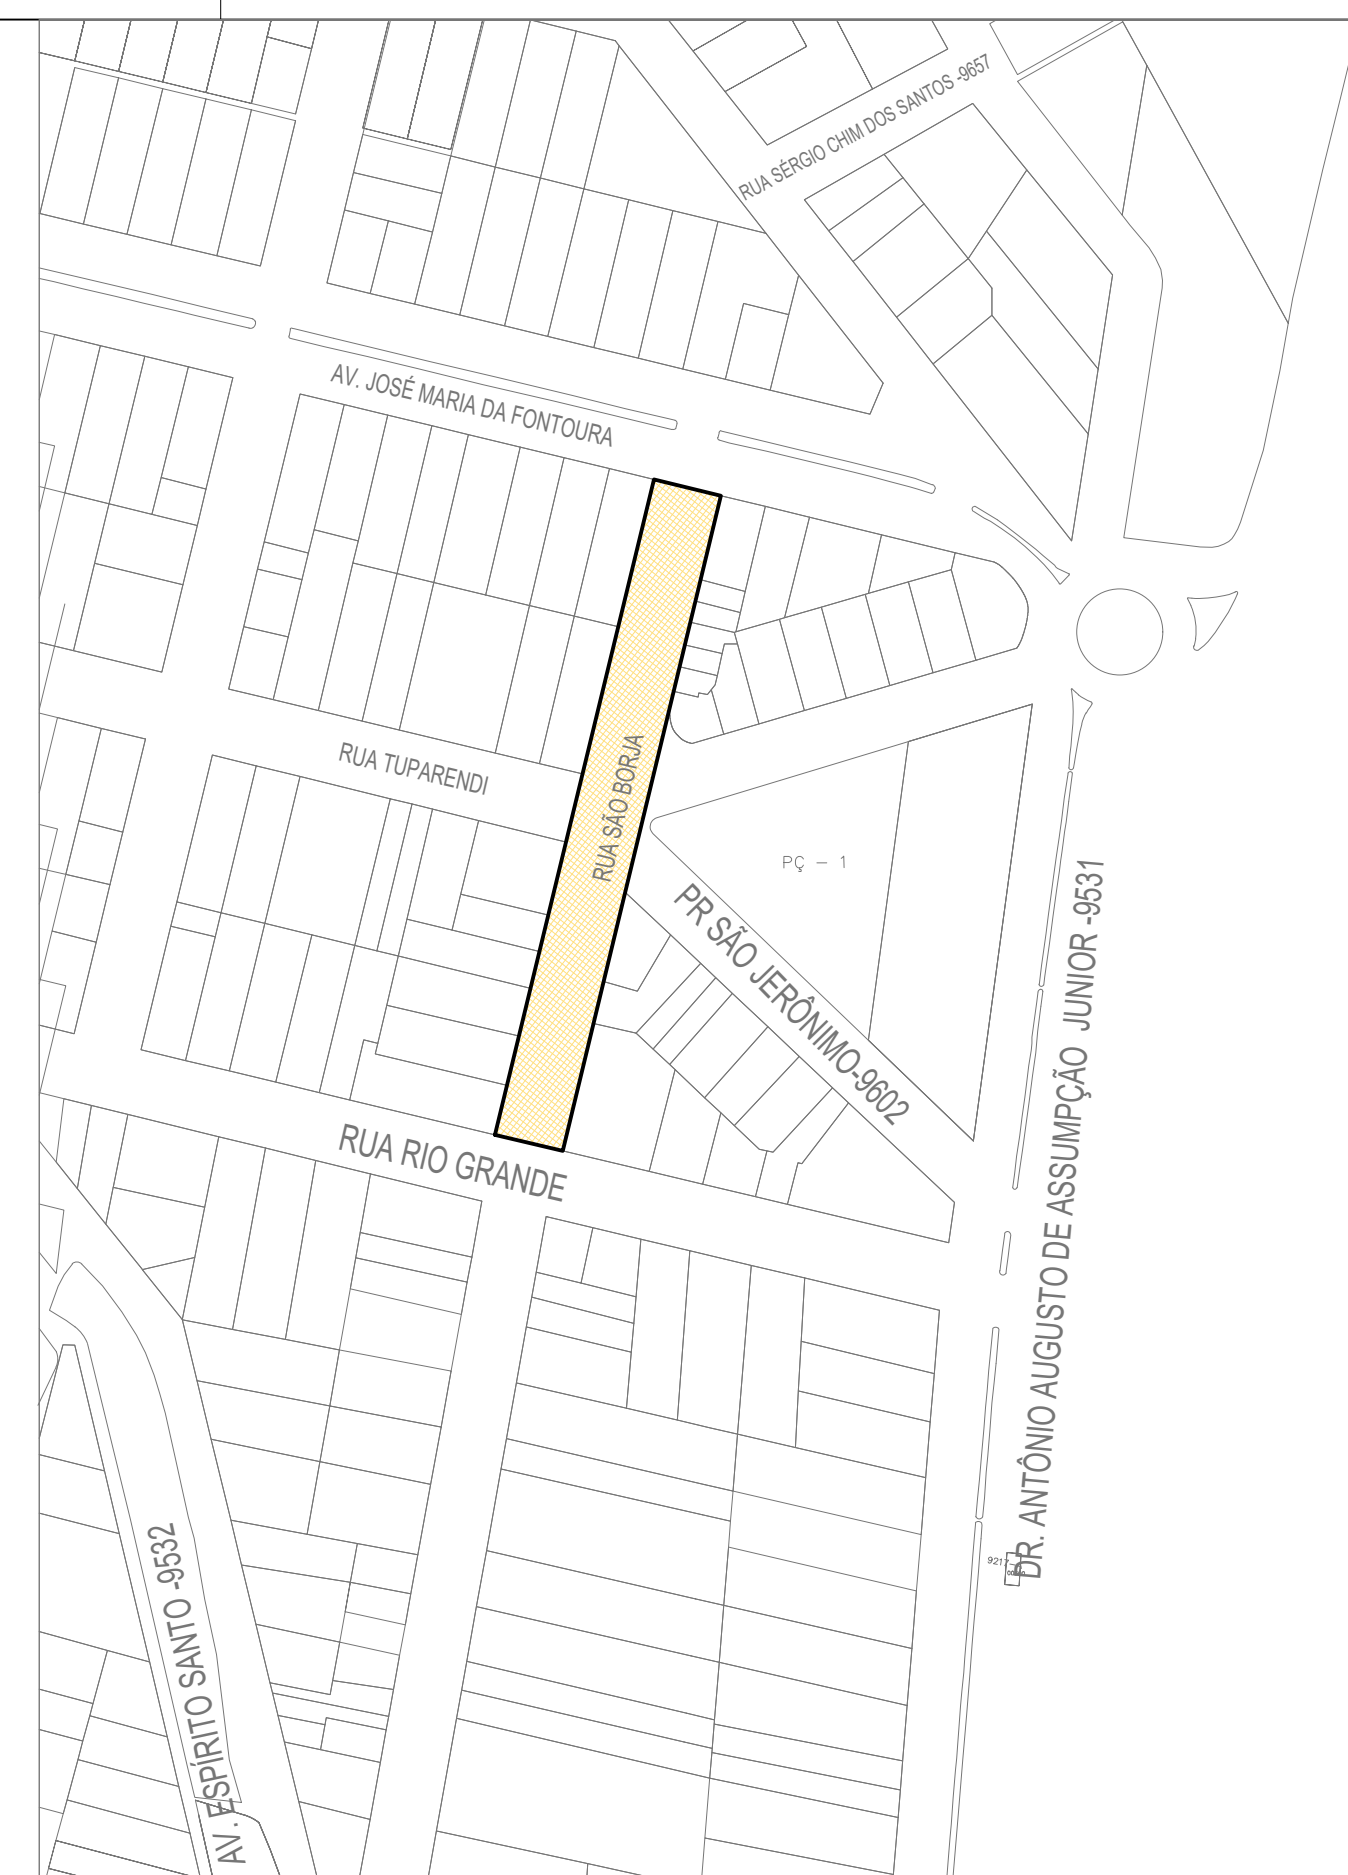 RUA SÉRGIO CHIM DOS SANTOS -9657
AV. JOSÉ MARIA DA FONTOURA
RUA TUPARENDI
RUA SÃO BORJA
PÇ - 1
PR SÃO JERÔNIMO-9602
DR. ANTÔNIO AUGUSTO DE ASSUMPÇÃO JUNIOR -9531
RUA RIO GRANDE
AV. ESPÍRITO SANTO -9532